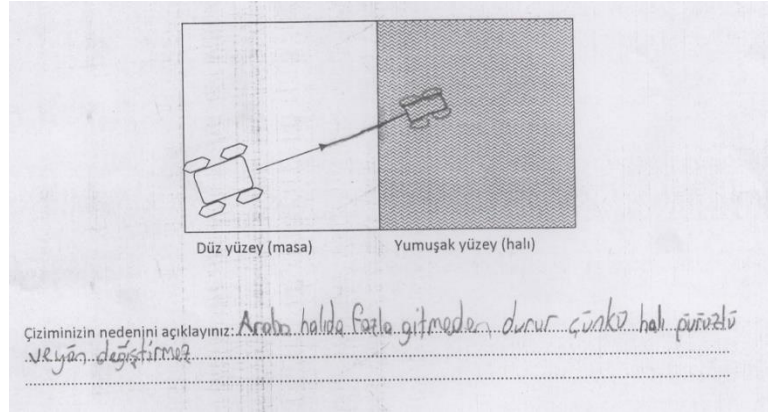 Düz yüzey (masa) Yumuşak yüzey (halı)
Çiziminizin nedenini açıklayınız: Araba halıda fazla gitmeden durur çünkü halı pürüzlü
ve yön değiştirmez